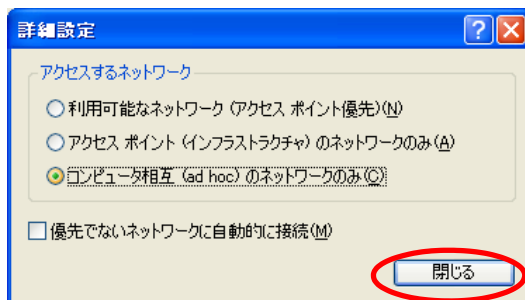 詳細設定
アクセスするネットワーク
利用可能なネットワーク (アクセス ポイント優先)(N)
アクセス ポイント (インフラストラクチャ) のネットワークのみ(A)
コンピュータ相互 (ad hoc) のネットワークのみ(C)
優先でないネットワークに自動的に接続(M)
閉じる